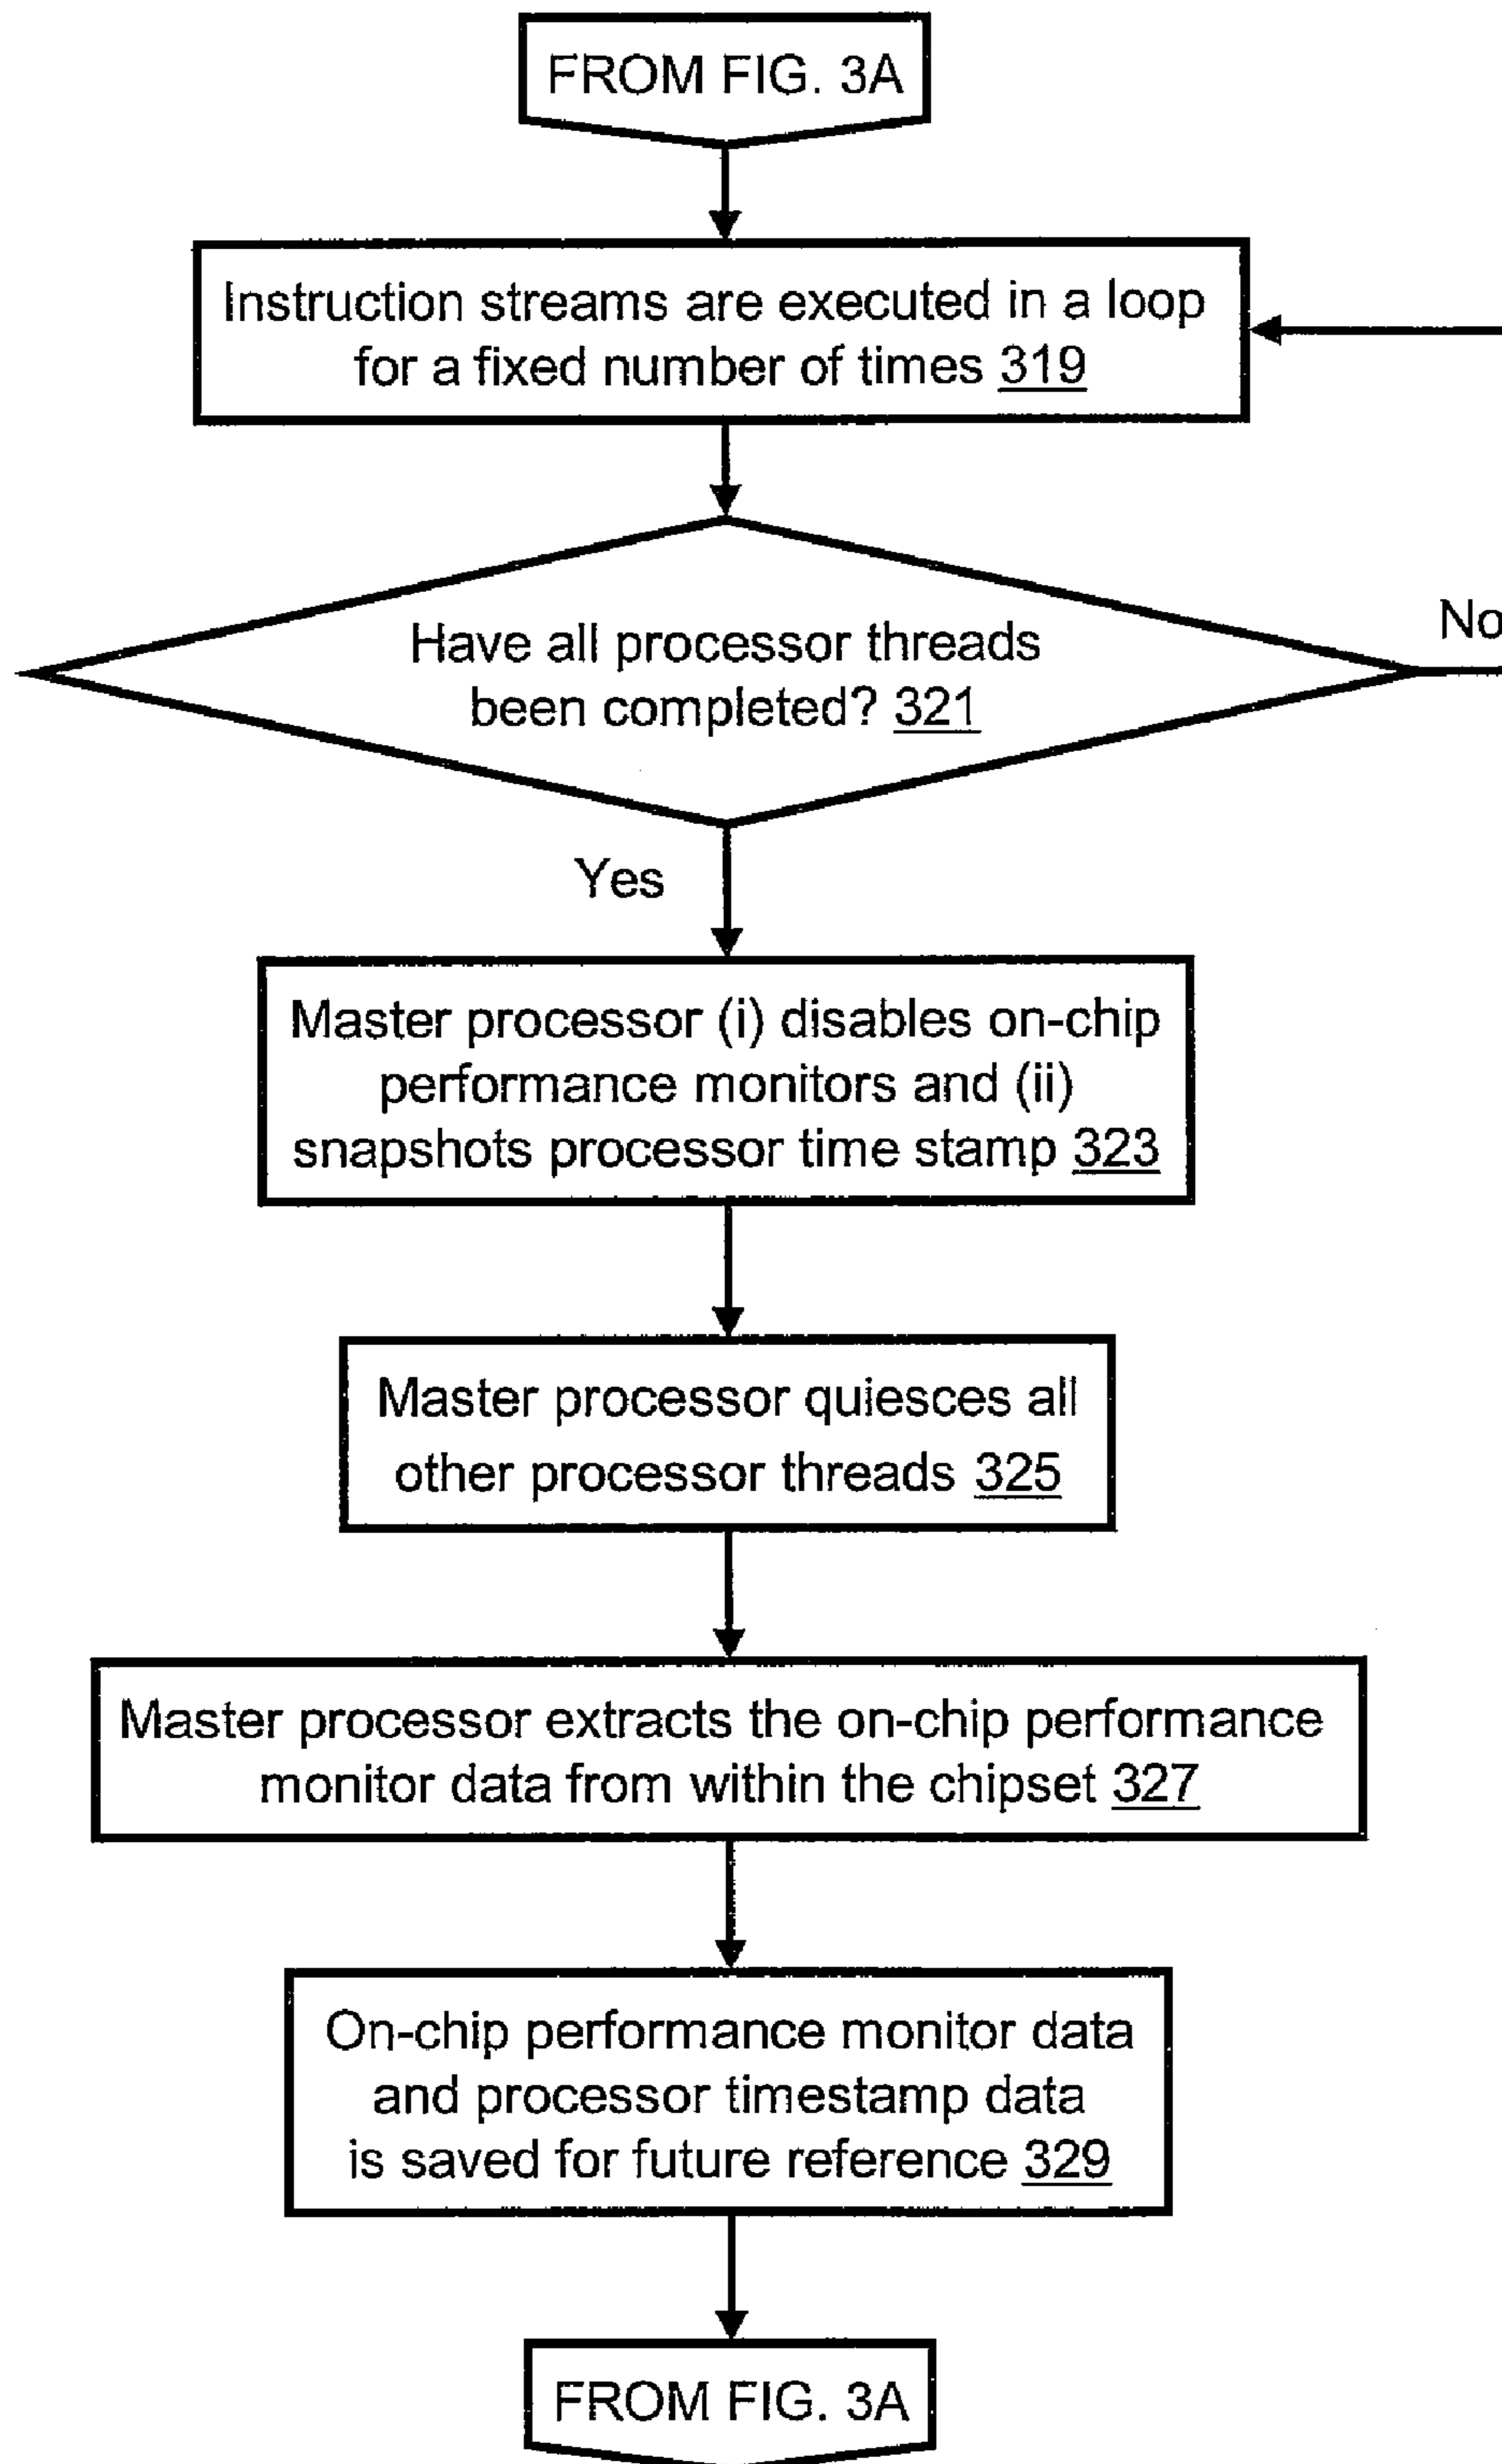 FROM FIG. 3A
Instruction streams are executed in a loop
for a fixed number of times 319
Have all processor threads
been completed? 321
No
Yes
Master processor (i) disables on-chip
performance monitors and (ii)
snapshots processor time stamp 323
Master processor quiesces all
other processor threads 325
Master processor extracts the on-chip performance
monitor data from within the chipset 327
On-chip performance monitor data
and processor timestamp data
is saved for future reference 329
FROM FIG. 3A